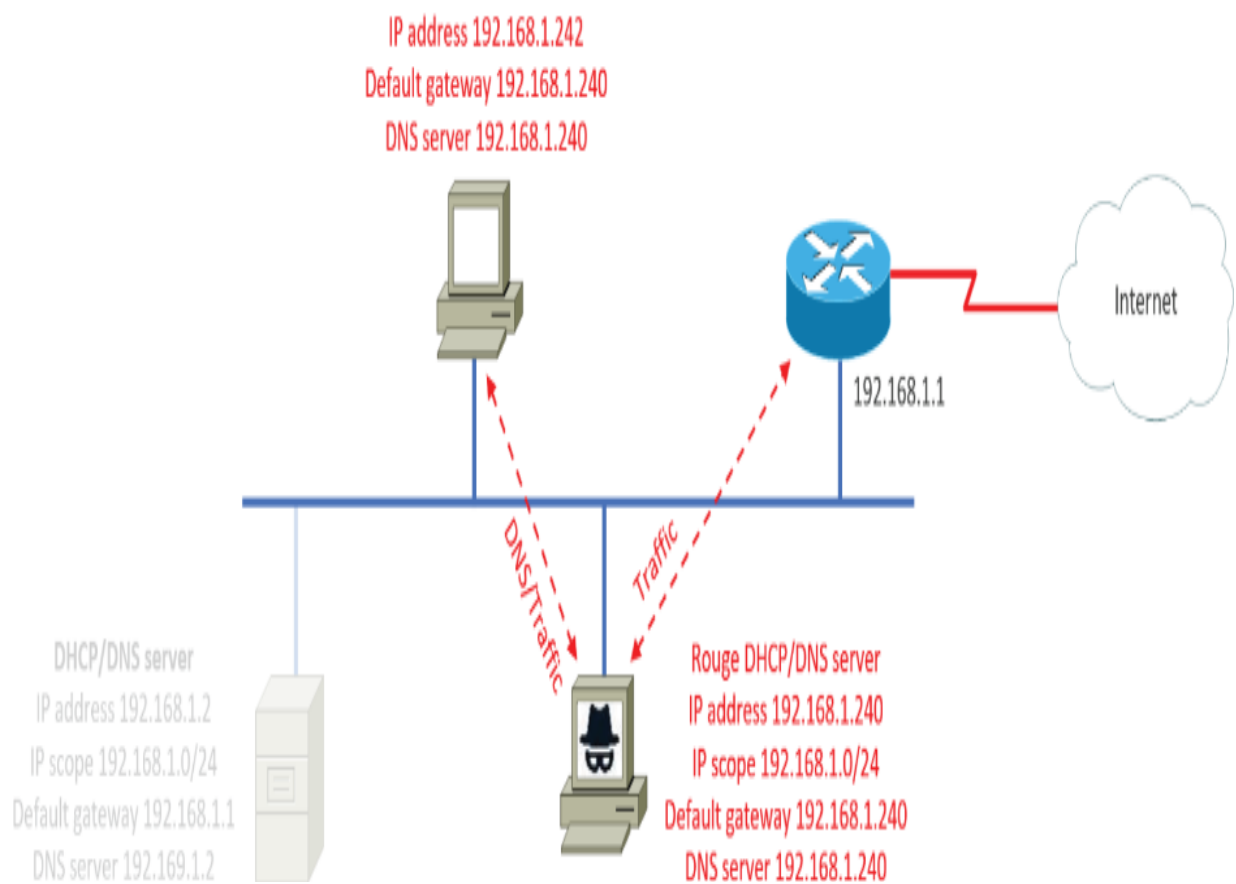 IP address 192.168.1.242
Default gateway 192.168.1.240
DNS server 192.168.1.240
Internet
192.168.1.1
DNS/Traffic
Traffic
DHCP/DNS server
IP address 192.168.1.2
IP scope 192.168.1.0/24
Default gateway 192.168.1.1
DNS server 192.169.1.2
Rouge DHCP/DNS server
IP address 192.168.1.240
IP scope 192.168.1.0/24
Default gateway 192.168.1.240
DNS server 192.168.1.240